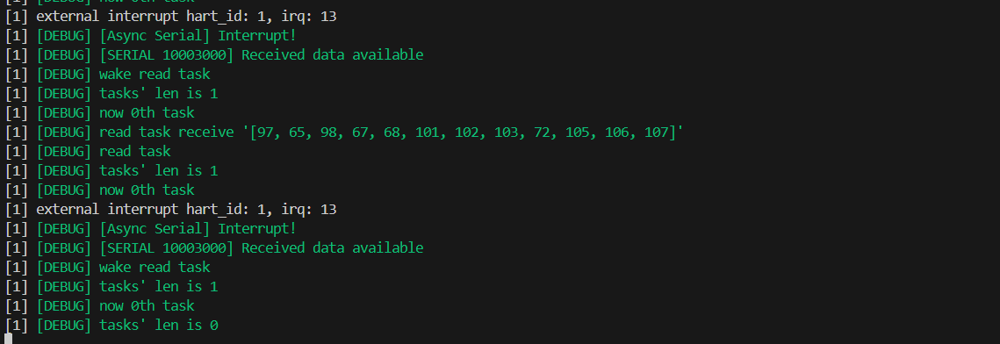 [1] [DEBUG] now 0th task
[1] external interrupt hart_id: 1, irq: 13
[1] [DEBUG] [Async Serial] Interrupt!
[1] [DEBUG] [SERIAL 10003000] Received data available
[1] [DEBUG] wake read task
[1] [DEBUG] tasks' len is 1
[1] [DEBUG] now 0th task
[1] [DEBUG] read task receive '[97, 65, 98, 67, 68, 101, 102, 103, 72, 105, 106, 107]'
[1] [DEBUG] read task
[1] [DEBUG] tasks' len is 1
[1] [DEBUG] now 0th task
[1] external interrupt hart_id: 1, irq: 13
[1] [DEBUG] [Async Serial] Interrupt!
[1] [DEBUG] [SERIAL 10003000] Received data available
[1] [DEBUG] wake read task
[1] [DEBUG] tasks' len is 1
[1] [DEBUG] now 0th task
[1] [DEBUG] tasks' len is 0